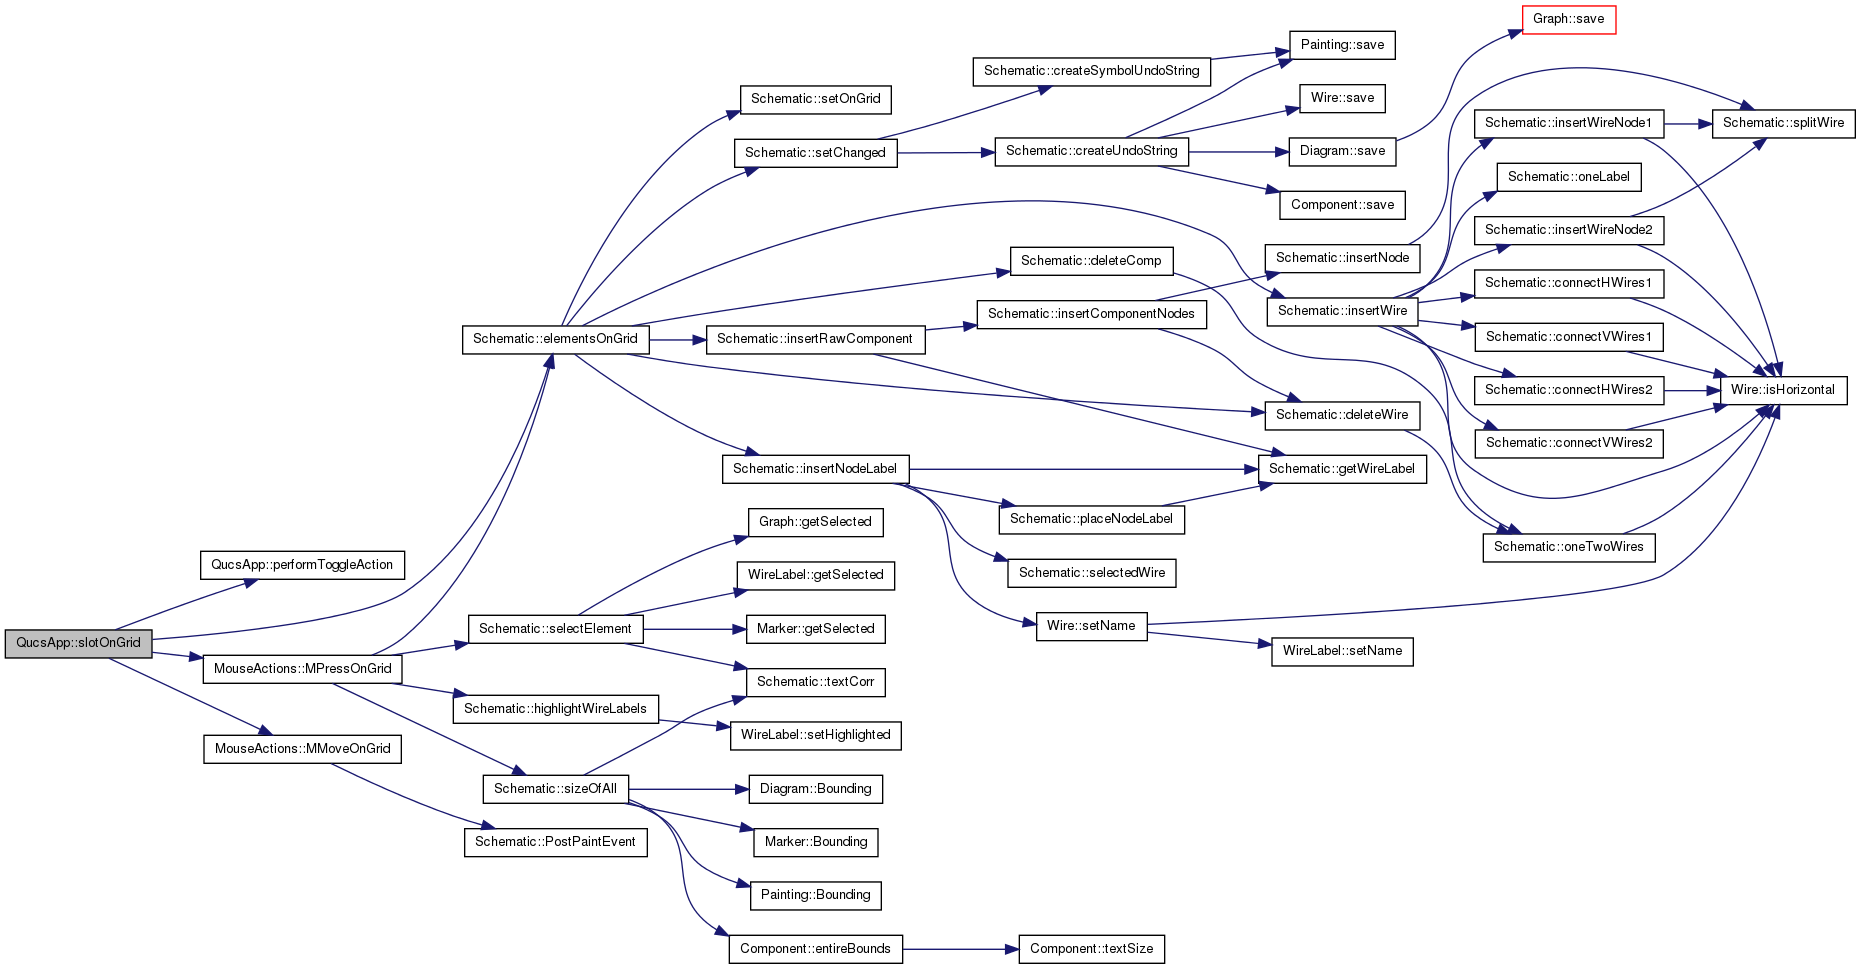 Graph::save
Painting::save
Schematic::createSymbolUndoString
Schematic::setOnGrid
Wire::save
Schematic::insertWireNode1
Schematic::splitWire
Schematic::setChanged
Schematic::createUndoString
Diagram::save
Schematic::oneLabel
Component::save
Schematic::insertWireNode2
Schematic::deleteComp
Schematic::insertNode
Schematic::connectHWires1
Schematic::insertComponentNodes
Schematic::insertWire
Schematic::elementsOnGrid
Schematic::insertRawComponent
Schematic::connectVWires1
Schematic::connectHWires2
Wire::isHorizontal
Schematic::deleteWire
Schematic::connectVWires2
Schematic::insertNodeLabel
Schematic::getWireLabel
Graph::getSelected
Schematic::placeNodeLabel
Schematic::oneTwoWires
QucsApp::performToggleAction
WireLabel::getSelected
Schematic::selectedWire
QucsApp::slotOnGrid
Schematic::selectElement
Marker::getSelected
Wire::setName
WireLabel::setName
MouseActions::MPressOnGrid
Schematic::textCorr
Schematic::highlightWireLabels
WireLabel::setHighlighted
MouseActions::MMoveOnGrid
Schematic::sizeOfAll
Diagram::Bounding
Schematic::PostPaintEvent
Marker::Bounding
Painting::Bounding
Component::entireBounds
Component::textSize